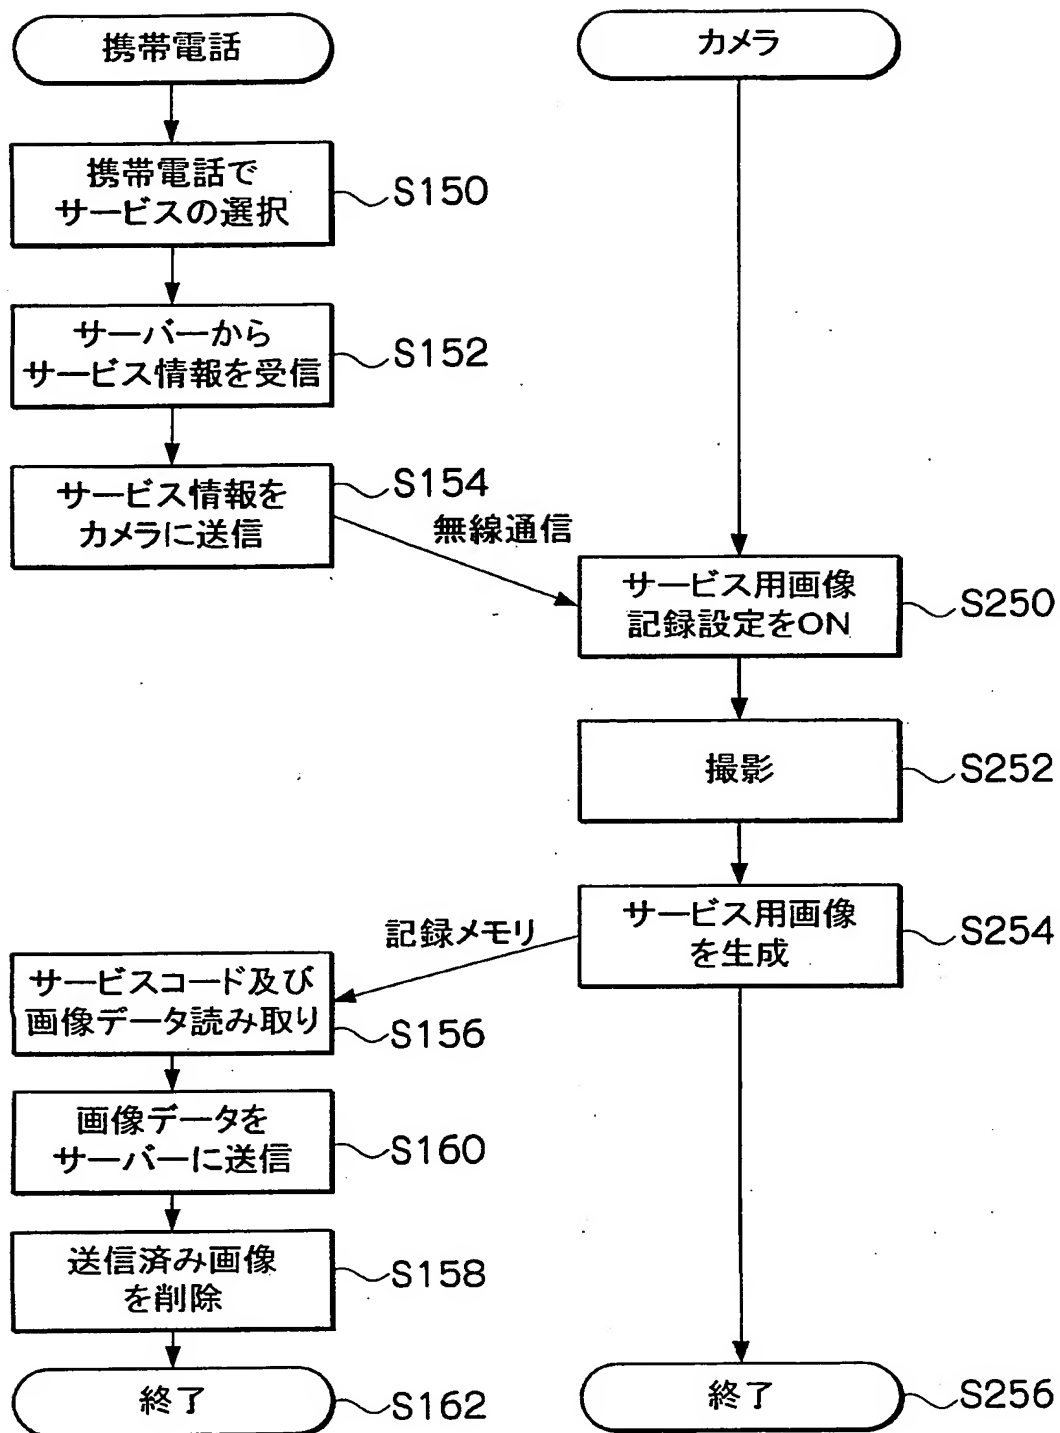 携帯電話
カメラ
携帯電話で
サービスの選択
S150
サーバーから
サービス情報を受信
S152
サービス情報を
カメラに送信
S154
無線通信
サービス用画像
記録設定をON
S250
撮影
S252
サービス用画像
を生成
S254
記録メモリ
サービスコード及び
画像データ読み取り
S156
画像データを
サーバーに送信
S160
送信済み画像
を削除
S158
終了
S162
終了
S256